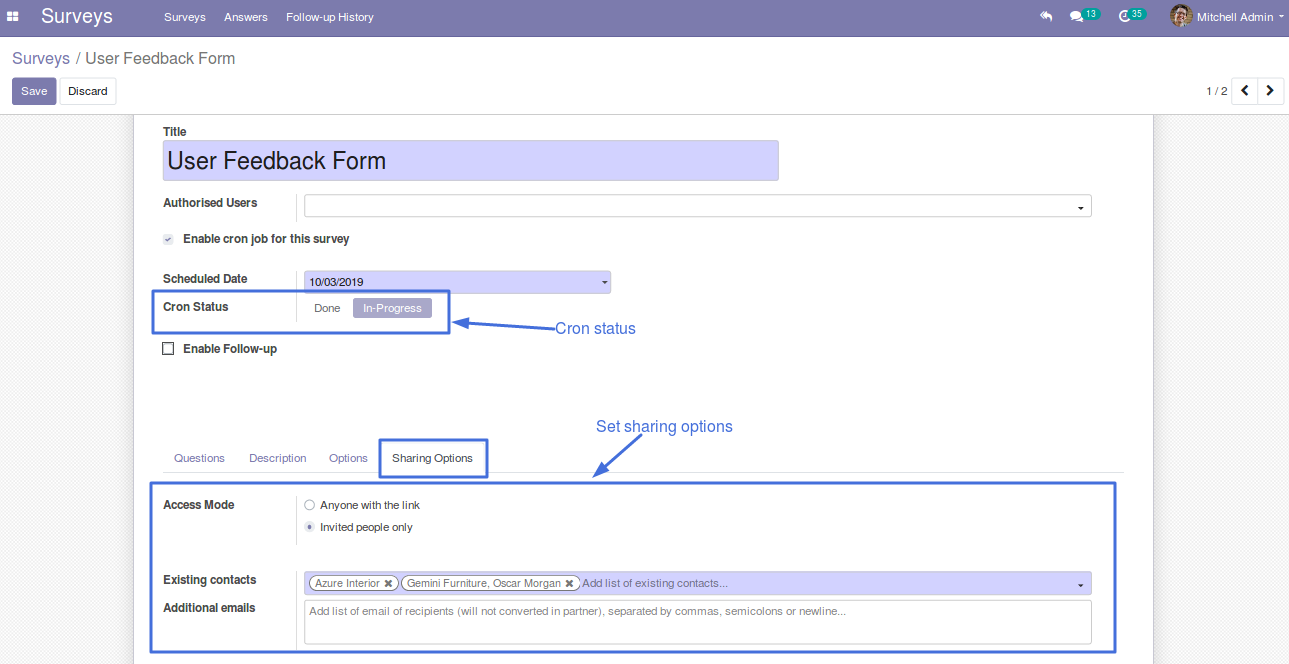 Surveys Surveys Answers Follow-up History 13 35 Mitchell Admin
Surveys / User Feedback Form
Save Discard 1 / 2
Title
User Feedback Form
Authorised Users
Enable cron job for this survey
Scheduled Date 10/03/2019
Cron Status Done In-Progress
Cron status
Enable Follow-up
Set sharing options
Questions Description Options Sharing Options
Access Mode Anyone with the link
Invited people only
Existing contacts Azure Interior Gemini Furniture, Oscar Morgan Add list of existing contacts...
Additional emails Add list of email of recipients (will not converted in partner), separated by commas, semicolons or newline...